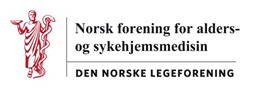 Norsk forening for alders-
og sykehjemsmedisin
DEN NORSKE LEGEFORENING